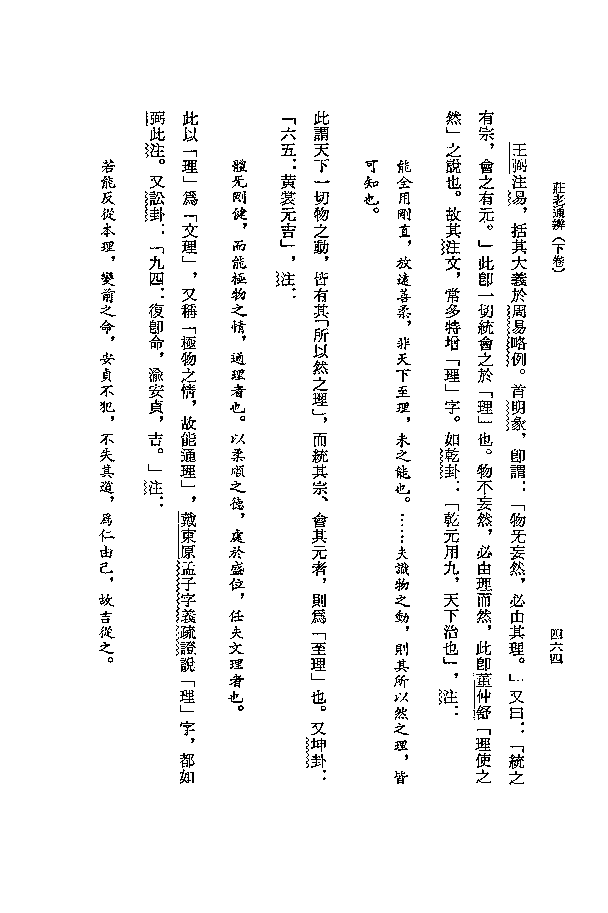 莊老通辨（下卷）
四六四
王弼注易，括其大義於周易略例。首明彖，卽謂：「物无妄然，必由其理。」又曰：「統之
有宗，會之有元。」此卽一切統會之於「理」也。物不妄然，必由理而然，此卽董仲舒「理使之
然」之說也。故其注文，常多特增「理」字。如乾卦：「乾元用九，天下治也」，注：
能全用剛直，放遠善柔，非天下至理，未之能也。……夫識物之動，則其所以然之理，皆
可知也。
此謂天下一切物之動，皆有其「所以然之理」，而統其宗、會其元者，則爲「至理」也。又坤卦：
「六五：黃裳元吉」，注：
體无剛健，而能極物之情，通理者也。以柔順之德，處於盛位，任夫文理者也。
此以「理」爲「文理」，又稱「極物之情，故能通理」，戴東原孟子字義疏證說「理」字，都如
弼此注。又訟卦：「九四：復卽命，渝安貞，吉。」注：
若能反從本理，變前之命，安貞不犯，不失其道，爲仁由己，故吉從之。